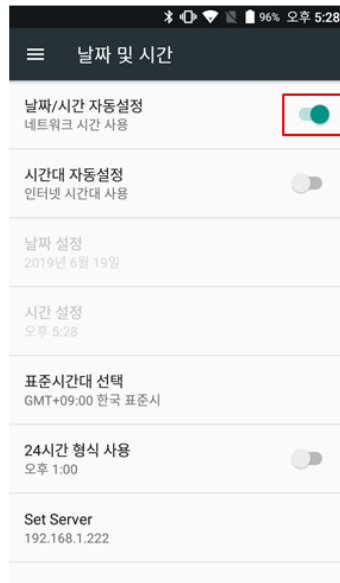 96% 오후 5:28
날짜 및 시간
날짜/시간 자동설정
네트워크 시간 사용
시간대 자동설정
인터넷 시간대 사용
날짜 설정
2019년 6월 19일
시간 설정
오후 5:28
표준시간대 선택
GMT+09:00 한국 표준시
24시간 형식 사용
오후 1:00
Set Server
192.168.1.222